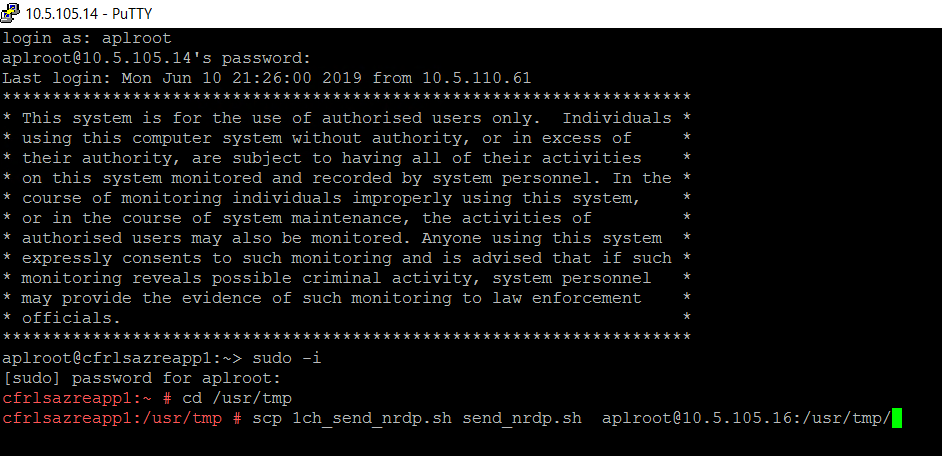 10.5.105.14 - PuTTY
login as: aplroot
aplroot@10.5.105.14's password:
Last login: Mon Jun 10 21:26:00 2019 from 10.5.110.61
*********************************************************************
* This system is for the use of authorised users only.  Individuals *
* using this computer system without authority, or in excess of     *
* their authority, are subject to having all of their activities    *
* on this system monitored and recorded by system personnel. In the *
* course of monitoring individuals improperly using this system,    *
* or in the course of system maintenance, the activities of         *
* authorised users may also be monitored. Anyone using this system  *
* expressly consents to such monitoring and is advised that if such *
* monitoring reveals possible criminal activity, system personnel   *
* may provide the evidence of such monitoring to law enforcement    *
* officials.                                                        *
*********************************************************************
aplroot@cfrlsazreapp1:~> sudo -i
[sudo] password for aplroot:
cfrlsazreapp1:~ # cd /usr/tmp
cfrlsazreapp1:/usr/tmp # scp 1ch_send_nrdp.sh send_nrdp.sh  aplroot@10.5.105.16:/usr/tmp/